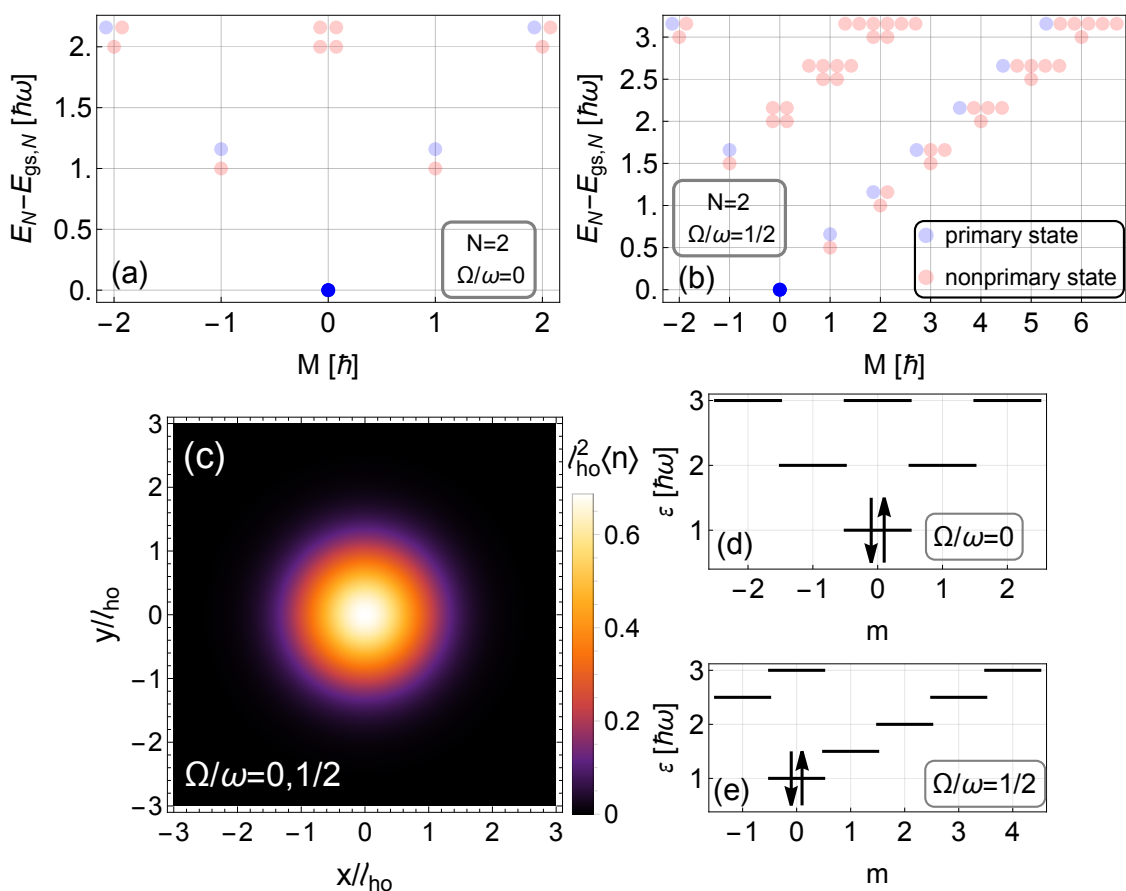 2.
1.5
1.
0.5
0.
E_N−E_gs,N [ħω]
N=2
Ω/ω=0
(a)
−2 −1 0 1 2
M [ħ]
3.
2.5
2.
1.5
1.
0.5
0.
E_N−E_gs,N [ħω]
N=2
Ω/ω=1/2
primary state
nonprimary state
(b)
−2 −1 0 1 2 3 4 5 6
M [ħ]
(c)
3
2
1
0
−1
−2
−3
y/l_ho
Ω/ω=0,1/2
−3 −2 −1 0 1 2 3
x/l_ho
l_ho^2⟨n⟩
0.6
0.4
0.2
0
3
2
1
ε [ħω]
(d)
Ω/ω=0
−2 −1 0 1 2
m
3
2
1
ε [ħω]
(e)
Ω/ω=1/2
−1 0 1 2 3 4
m